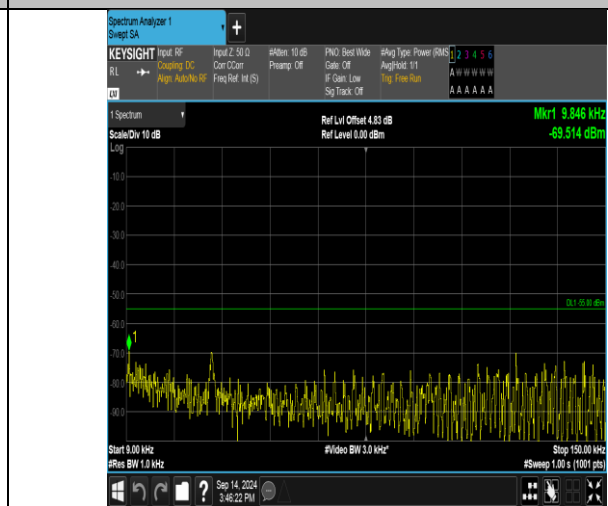 Spectrum Analyzer 1
Swept SA
+
KEYSIGHT Input: RF Input Z: 50 Ω #Atten: 10 dB PNO: Best Wide #Avg Type: Power (RMS 1 2 3 4 5 6
RL Coupling: DC Corr CCorr Preamp: Off Gate: Off Avg|Hold: 1/1 A W W W W W
Align: Auto/No RF Freq Ref: Int (S) IF Gain: Low Trig: Free Run
Sig Track: Off A A A A A A
1 Spectrum Ref Lvl Offset 4.83 dB Mkr1 9.846 kHz
Scale/Div 10 dB Ref Level 0.00 dBm -69.514 dBm
Log
-10.0
-20.0
-30.0
-40.0
-50.0
DL1 -55.00 dBm
-60.0
1
-70.0
-80.0
-90.0
Start 9.00 kHz #Video BW 3.0 kHz* Stop 150.00 kHz
#Res BW 1.0 kHz #Sweep 1.00 s (1001 pts)
? Sep 14, 2024
3:46:22 PM